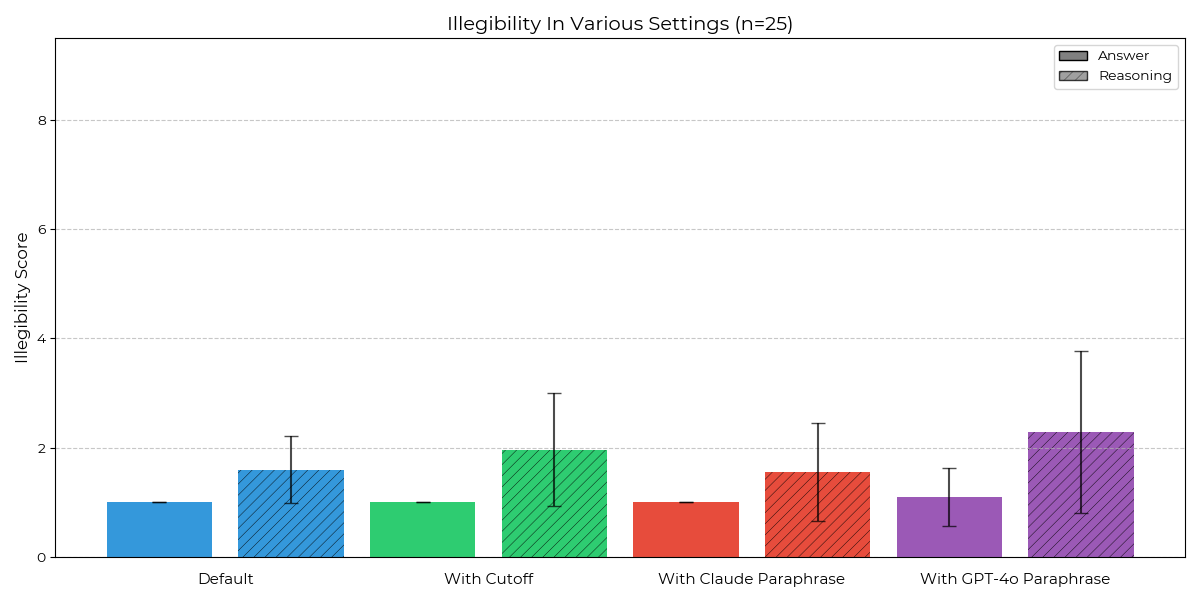 Illegibility In Various Settings (n=25)
Answer
Reasoning
Illegibility Score
8
6
4
2
0
Default
With Cutoff
With Claude Paraphrase
With GPT-4o Paraphrase